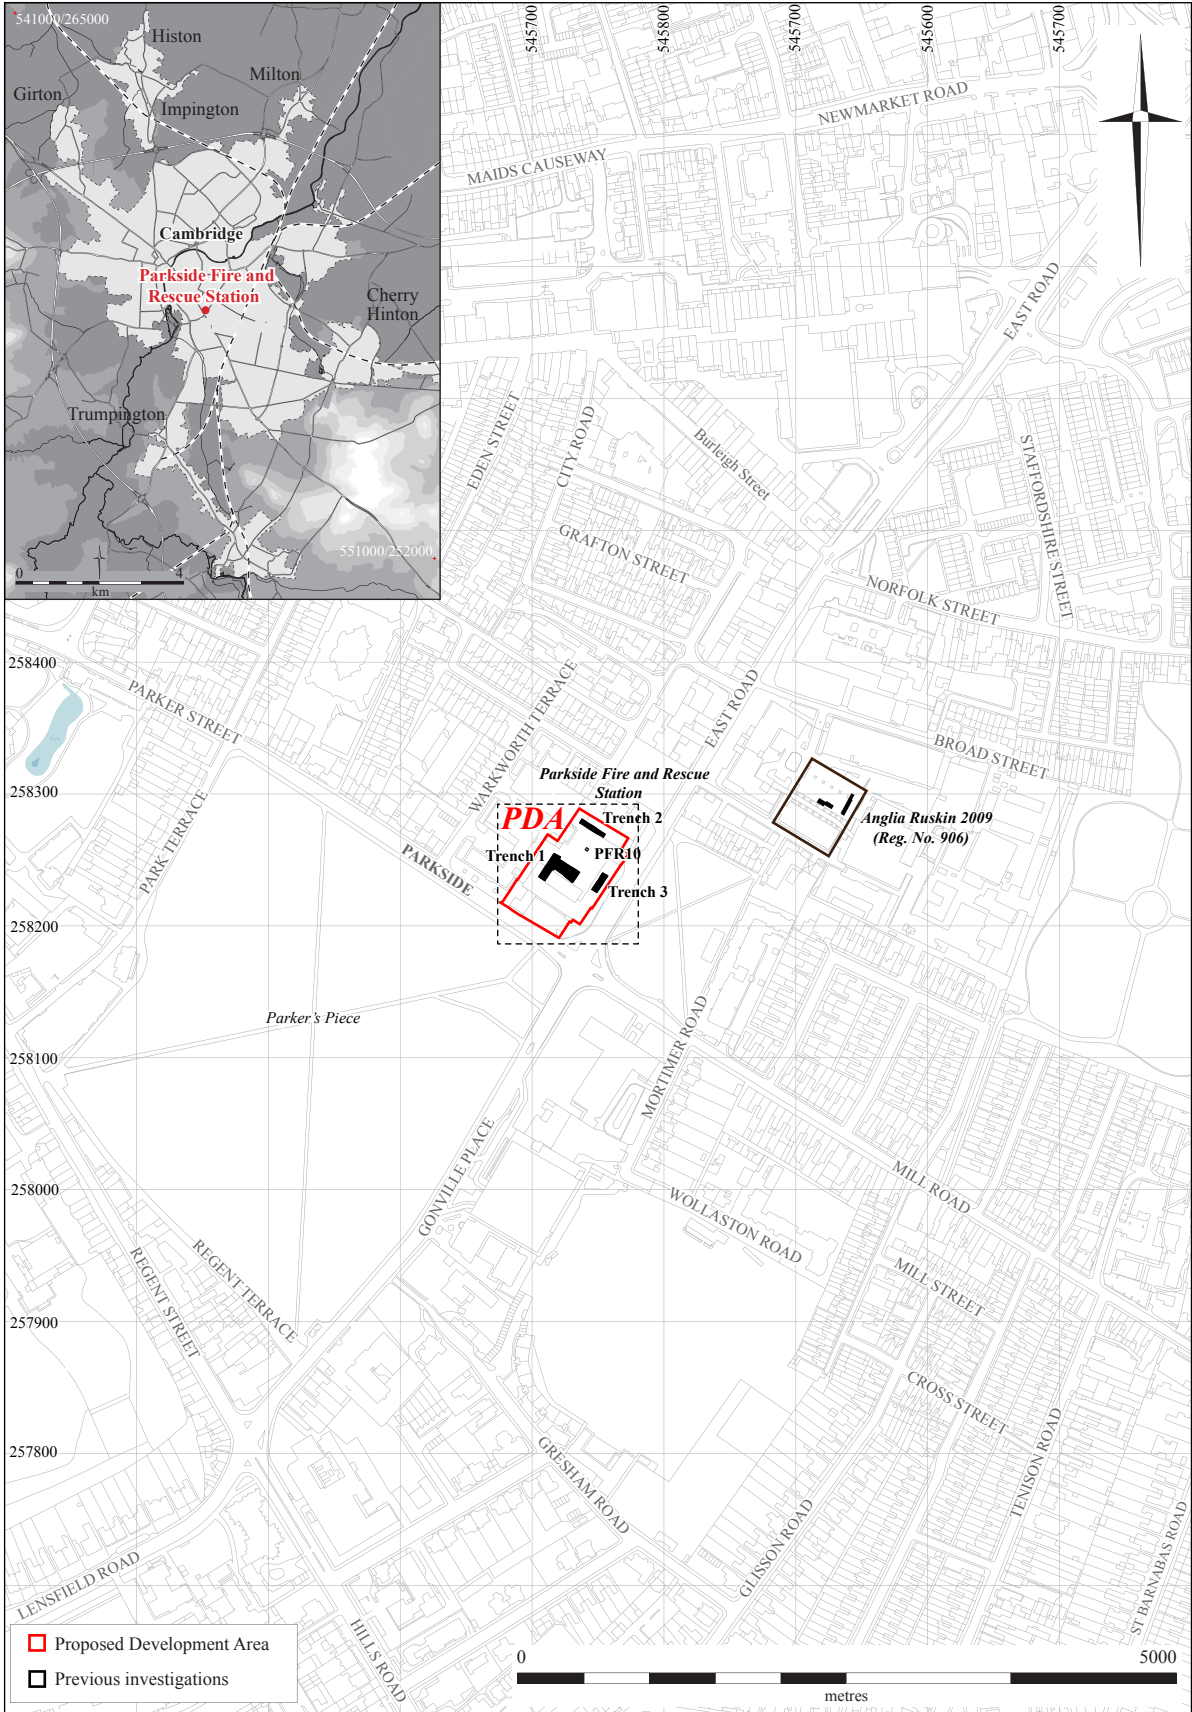 541000/265000
Histon
Milton
Girton
Impington
Cambridge
Parkside Fire and
Rescue Station
Cherry
Hinton
Trumpington
551000/252000
0 4
km
545700
545800
545700
545600
545700
NEWMARKET ROAD
MAIDS CAUSEWAY
EAST ROAD
EDEN STREET
CITY ROAD
Burleigh Street
STAFFORDSHIRE STREET
GRAFTON STREET
NORFOLK STREET
258400
PARKER STREET
WARKWORTH TERRACE
EAST ROAD
BROAD STREET
258300
PARK TERRACE
Parkside Fire and Rescue
Station
PDA
Trench 2
Trench 1
PFR10
Trench 3
Anglia Ruskin 2009
(Reg. No. 906)
PARKSIDE
258200
Parker's Piece
258100
MORTIMER ROAD
GONVILLE PLACE
MILL ROAD
258000
WOLLASTON ROAD
REGENT STREET
REGENT TERRACE
MILL STREET
257900
CROSS STREET
257800
GRESHAM ROAD
TENISON ROAD
GLISSON ROAD
ST BARNABAS ROAD
LENSFIELD ROAD
HILLS ROAD
Proposed Development Area
Previous investigations
0 5000
metres